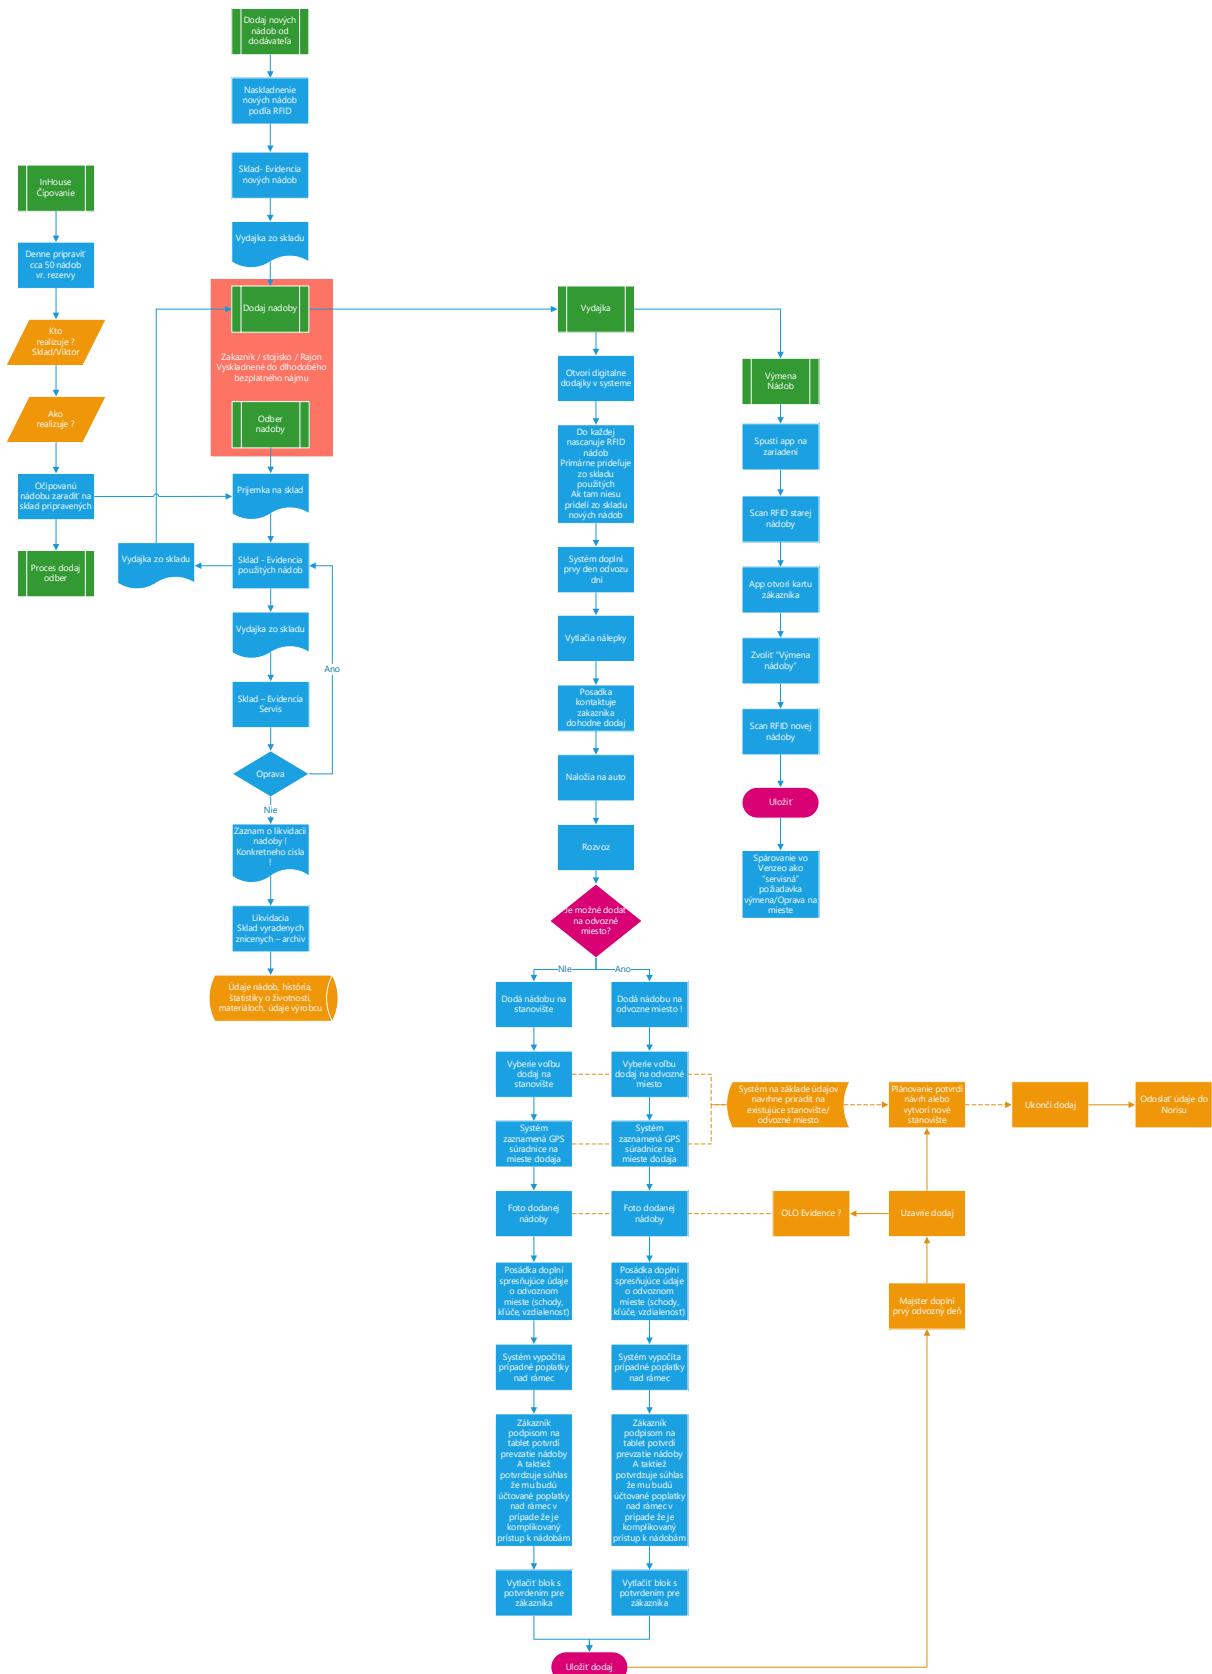 Dodaj nových
nádob od
dodávateľa
Naskladnenie
nových nádob
podľa RFID
Sklad- Evidencia
nových nádob
Vydajka zo skladu
InHouse
Čipovanie
Denne pripraviť
cca 50 nádob
vr. rezervy
Kto
realizuje ?
Sklad/Viktor
Ako
realizuje ?
Očipovanú
nádobu zaradiť na
sklad pripravených
Proces dodaj
odber
Dodaj nadoby
Zakazník / stojisko / Rajon
Vyskladnené do dlhodobého
bezplatného nájmu
Odber
nadoby
Prijemka na sklad
Sklad - Evidencia
použitých nádob
Vydajka zo skladu
Vydajka zo skladu
Sklad – Evidencia
Servis
Ano
Oprava
Nie
Zaznam o likvidacii
nadoby !
Konkretneho cisla
!
Likvidacia
Sklad vyradenych
znicenych – archiv
Údaje nádob, história,
štatistiky o životnosti,
materiáloch, údaje výrobcu
Vydajka
Otvorí digitalne
dodajky v systeme
Do každej
nascanuje RFID
nádob
Primárne prideľuje
zo skladu
použitých
Ak tam niesu
pridelí zo skladu
nových nádob
Systém doplní
prvy den odvozu
dni
Vytlačia nálepky
Posadka
kontaktuje
zakaznika
dohodne dodaj
Naložia na auto
Rozvoz
Je možné dodať
na odvozné
miesto?
NIe
Ano
Výmena
Nádob
Spustí app na
zariadení
Scan RFID starej
nádoby
App otvorí kartu
zákazníka
Zvoliť "Výmena
nádoby"
Scan RFID novej
nádoby
Uložiť
Spárovanie vo
Venzeo ako
"servisná"
požiadavka
výmena/Oprava na
mieste
Dodá nádobu na
stanovište
Vyberie voľbu
dodaj na
stanovište
Systém
zaznamená GPS
súradnice na
mieste dodaja
Foto dodanej
nádoby
Posádka doplní
spresňujúce údaje
o odvoznom
mieste (schody,
kľúče, vzdialenosť)
Systém vypočíta
prípadné poplatky
nad rámec
Zákazník
podpisom na
tablet potvrdí
prevzatie nádoby
A taktiež
potvrdzuje súhlas
že mu budú
účtované poplatky
nad rámec v
prípade že je
komplikovaný
prístup k nádobám
Vytlačiť blok s
potvrdením pre
zákazníka
Dodá nádobu na
odvozne miesto !
Vyberie voľbu
dodaj na odvozné
miesto
Systém
zaznamená GPS
súradnice na
mieste dodaja
Foto dodanej
nádoby
Posádka doplní
spresňujúce údaje
o odvoznom
mieste (schody,
kľúče, vzdialenosť)
Systém vypočíta
prípadné poplatky
nad rámec
Zákazník
podpisom na
tablet potvrdí
prevzatie nádoby
A taktiež
potvrdzuje súhlas
že mu budú
účtované poplatky
nad rámec v
prípade že je
komplikovaný
prístup k nádobám
Vytlačiť blok s
potvrdením pre
zákazníka
Uložiť dodaj
Systém na základe údajov
navrhne priradiť na
existujúce stanovište/
odvozné miesto
Plánovanie potvrdí
návrh alebo
vytvorí nové
stanovište
Ukončí dodaj
Odoslať údaje do
Norisu
OLO Evidence ?
Uzavrie dodaj
Majster doplní
prvý odvozný deň